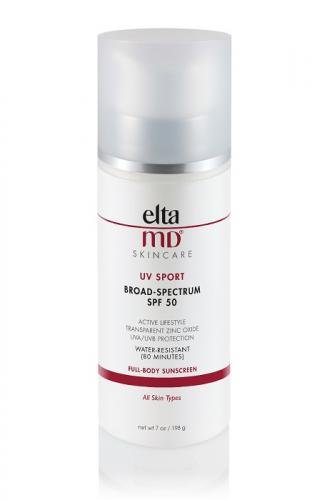 elta
MD®
SKINCARE
UV SPORT
BROAD-SPECTRUM
SPF 50
ACTIVE LIFESTYLE
TRANSPARENT ZINC OXIDE
UVA/UVB PROTECTION
WATER-RESISTANT
(80 MINUTES)
FULL-BODY SUNSCREEN
All Skin Types
net wt 7 oz / 198 g